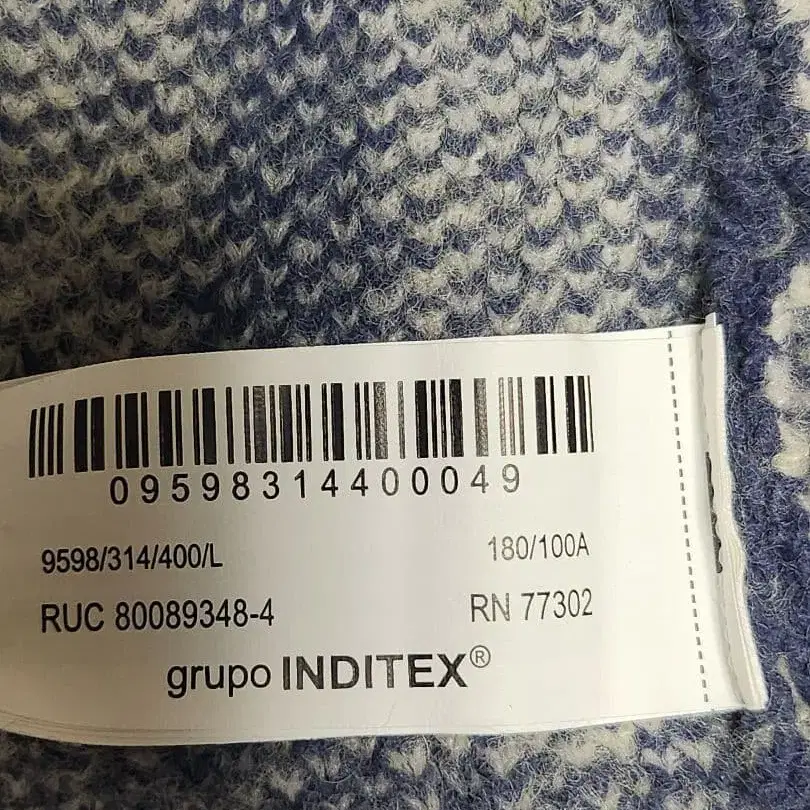 09598314400049
9598/314/400/L 180/100A
RUC 80089348-4 RN 77302
grupo INDITEX®